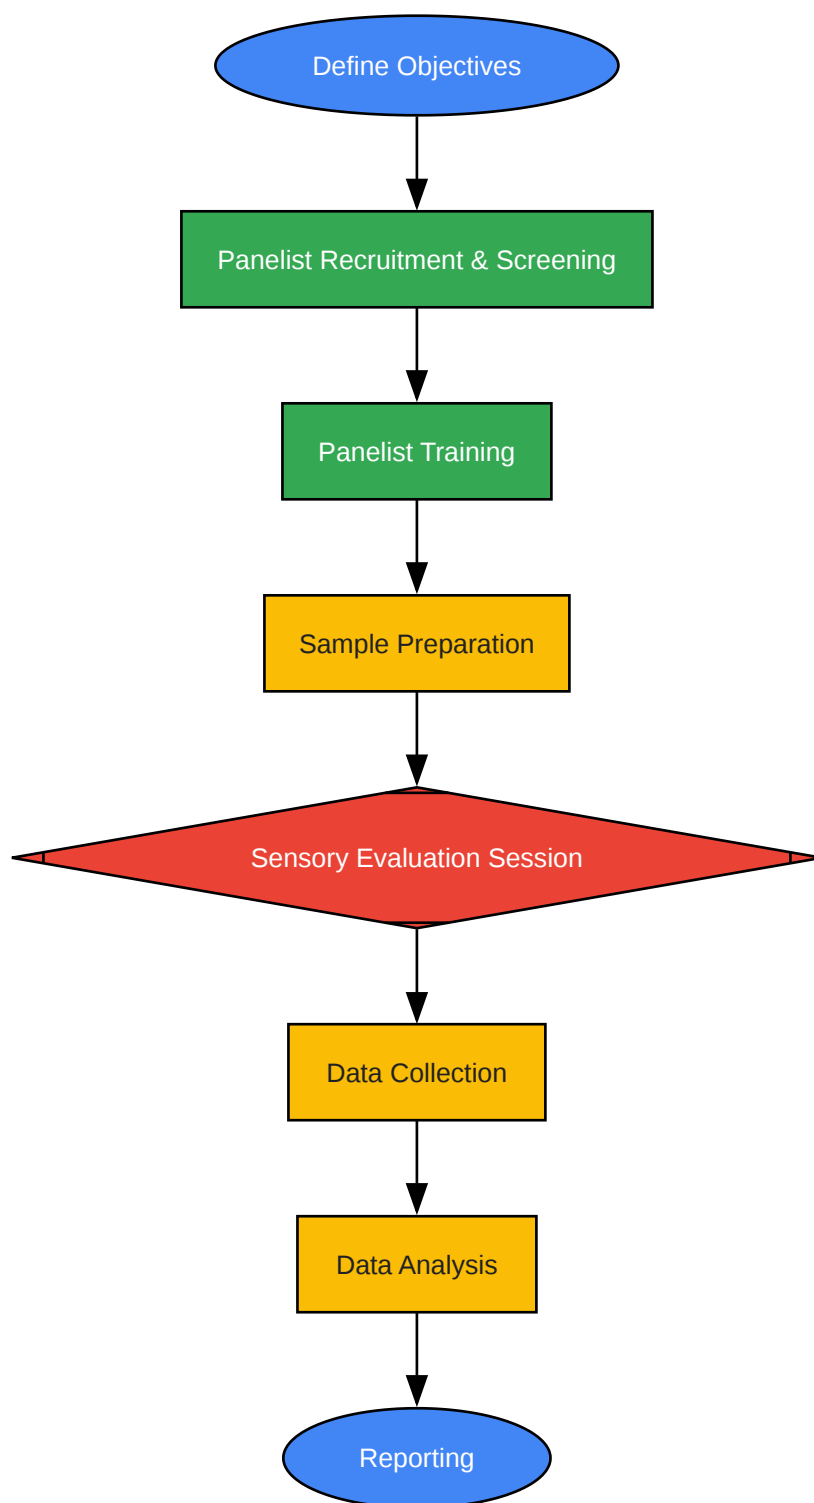 Define Objectives
Panelist Recruitment & Screening
Panelist Training
Sample Preparation
Sensory Evaluation Session
Data Collection
Data Analysis
Reporting